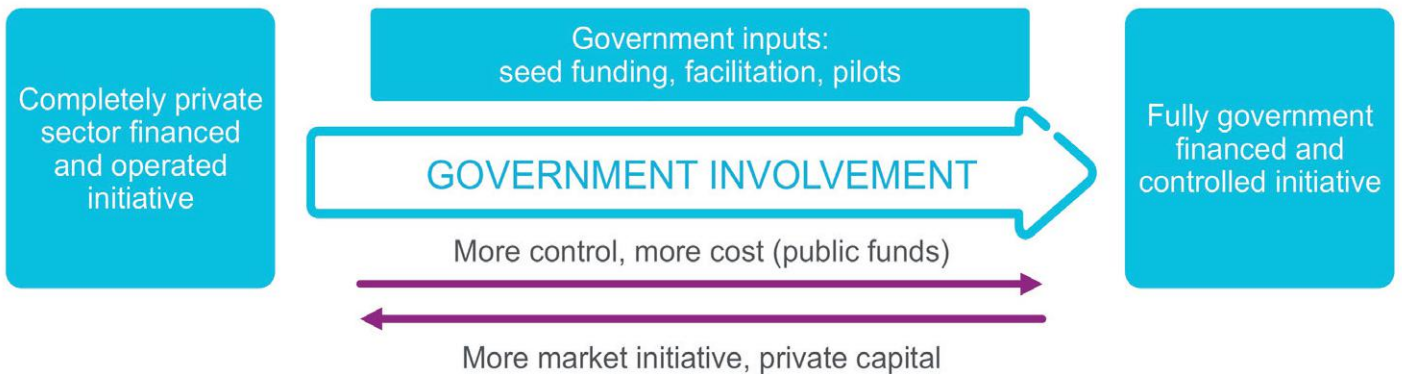 Completely private
sector financed
and operated
initiative
Government inputs:
seed funding, facilitation, pilots
GOVERNMENT INVOLVEMENT
More control, more cost (public funds)
More market initiative, private capital
Fully government
financed and
controlled initiative